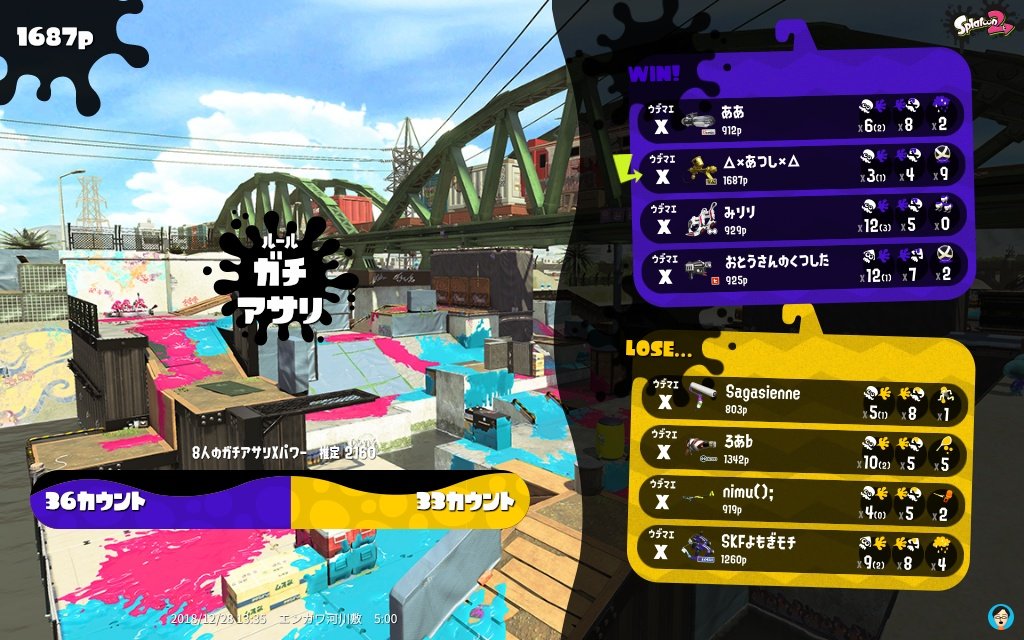 1687p
Splatoon2
ルール
ガチ
アサリ
8人のガチアサリXパワー 推定 2160
36カウント
33カウント
2018/12/28 13:35 エンガワ河川敷 5:00
WIN!
ウデマエ
X
ああ
912p
x6(2) x8 x2
ウデマエ
X
△×あつし×△
1687p
x3(1) x4 x9
ウデマエ
X
みリリ
929p
x12(3) x5 x0
ウデマエ
X
おとうさんのくつした
925p
x12(1) x7 x2
LOSE...
ウデマエ
X
Sagasienne
803p
x5(1) x8 x1
ウデマエ
X
ろあb
1342p
x10(2) x5 x5
ウデマエ
X
nimu();
919p
x4(0) x5 x2
ウデマエ
X
SKFよもぎモチ
1260p
x9(2) x8 x4